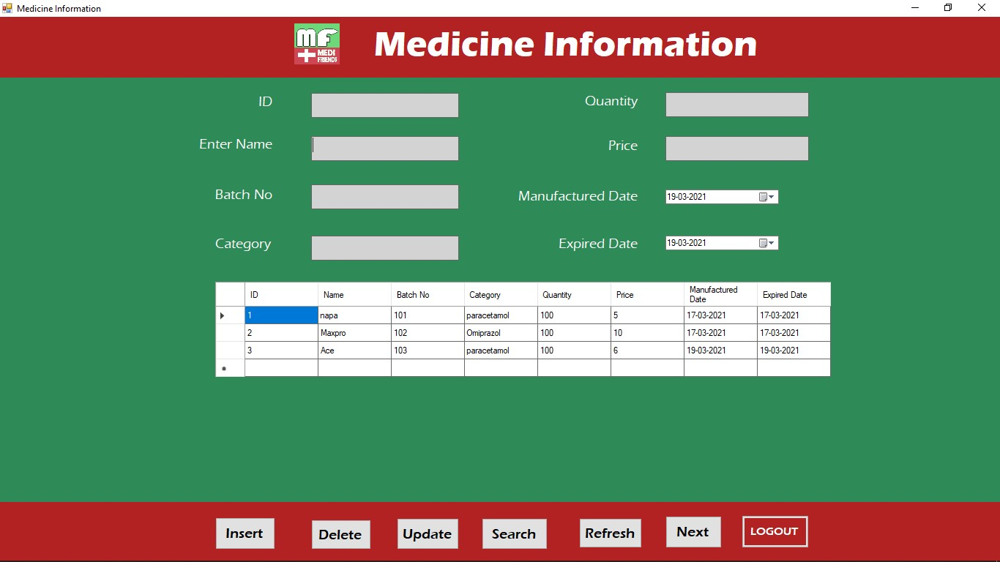 Medicine Information
mf
MEDI
FRIENDS
Medicine Information
ID
Quantity
Enter Name
Price
Batch No
Manufactured Date 19-03-2021
Category
Expired Date 19-03-2021
ID Name Batch No Category Quantity Price Manufactured Date Expired Date
1 napa 101 paracetamol 100 5 17-03-2021 17-03-2021
2 Maxpro 102 Omiprazol 100 10 17-03-2021 17-03-2021
3 Ace 103 paracetamol 100 6 19-03-2021 19-03-2021
Insert Delete Update Search Refresh Next LOGOUT